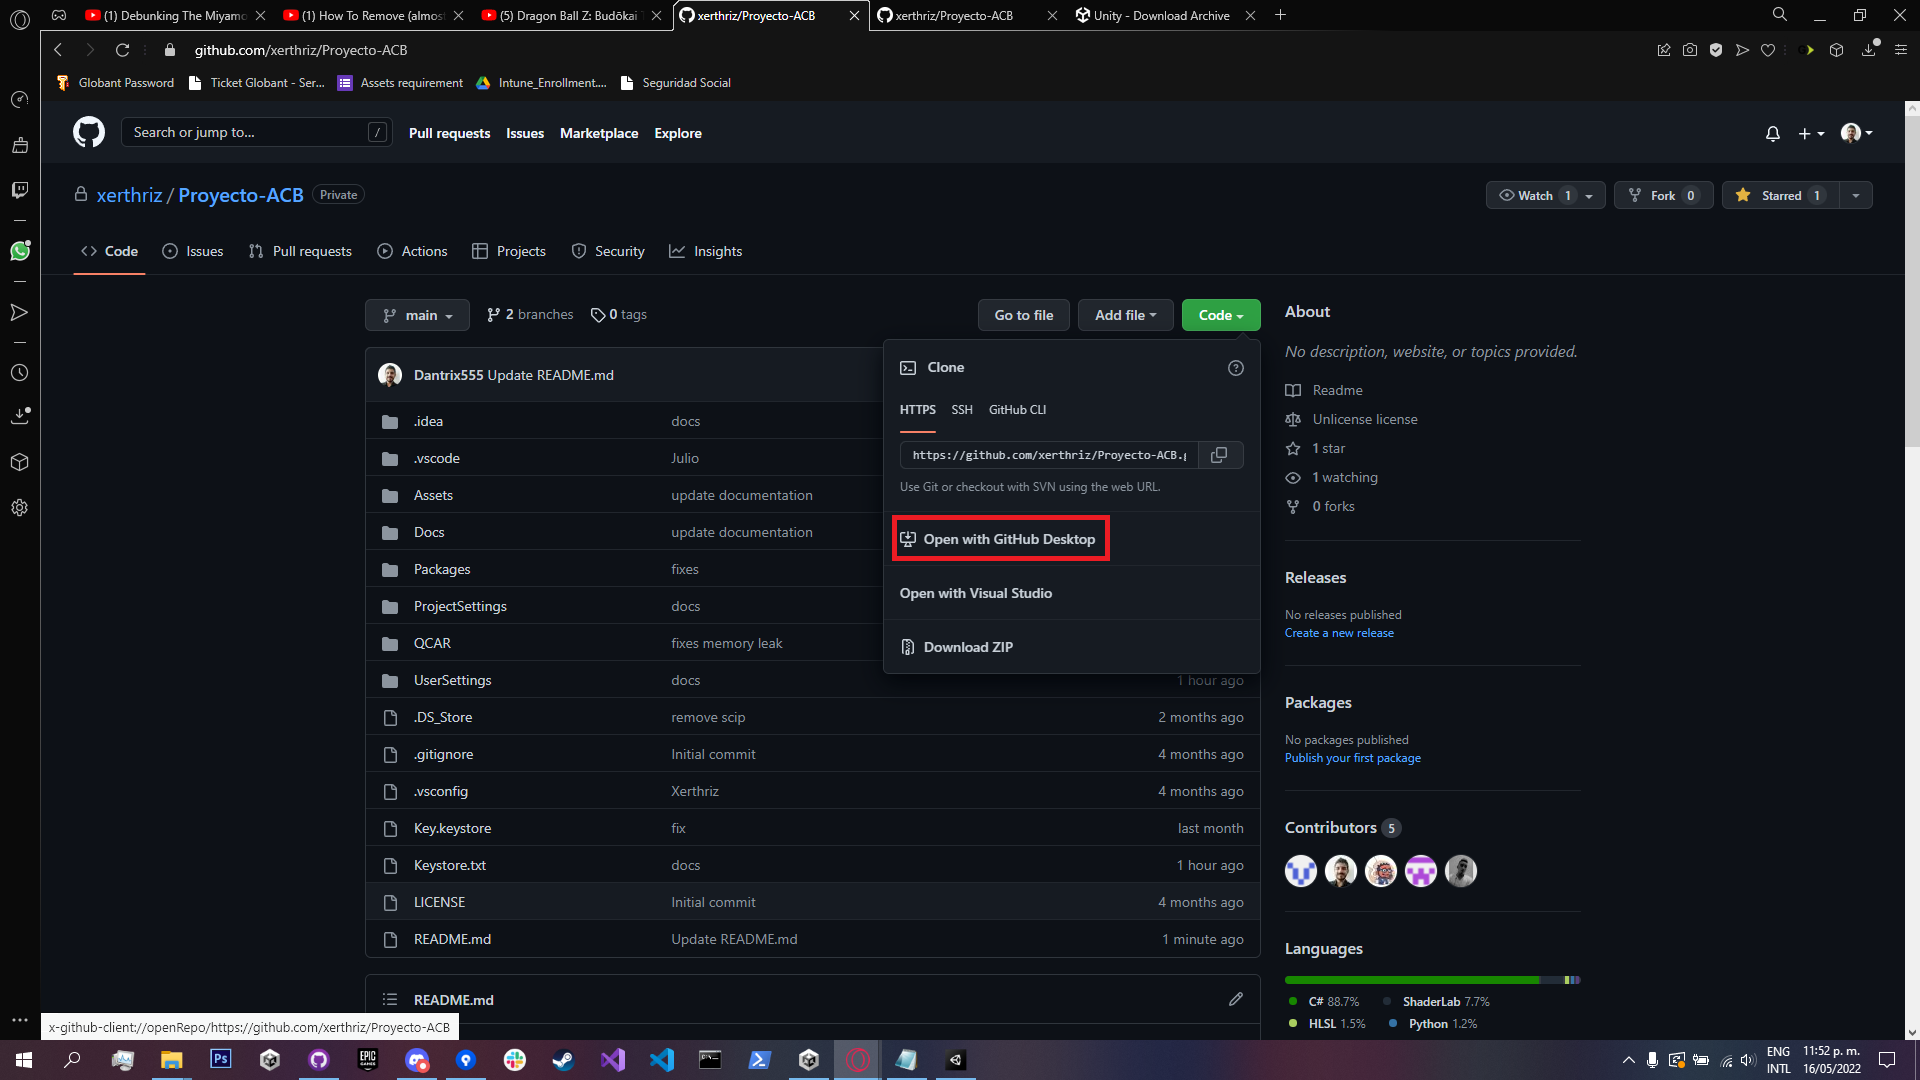 (1) Debunking The Miyamo
(1) How To Remove (almos
(5) Dragon Ball Z: Budōkai
xerthriz/Proyecto-ACB
xerthriz/Proyecto-ACB
Unity - Download Archive
github.com/xerthriz/Proyecto-ACB
Globant Password
Ticket Globant - Ser...
Assets requirement
Intune_Enrollment....
Seguridad Social
Search or jump to...
/
Pull requests
Issues
Marketplace
Explore
xerthriz / Proyecto-ACB
Private
Watch 1
Fork 0
Starred 1
Code
Issues
Pull requests
Actions
Projects
Security
Insights
main
2 branches
0 tags
Go to file
Add file
Code
Dantrix555 Update README.md
.idea
docs
.vscode
Julio
Assets
update documentation
Docs
update documentation
Packages
fixes
ProjectSettings
docs
QCAR
fixes memory leak
UserSettings
docs
1 hour ago
.DS_Store
remove scip
2 months ago
.gitignore
Initial commit
4 months ago
.vsconfig
Xerthriz
4 months ago
Key.keystore
fix
last month
Keystore.txt
docs
1 hour ago
LICENSE
Initial commit
4 months ago
README.md
Update README.md
1 minute ago
README.md
Clone
HTTPS
SSH
GitHub CLI
https://github.com/xerthriz/Proyecto-ACB.g
Use Git or checkout with SVN using the web URL.
Open with GitHub Desktop
Open with Visual Studio
Download ZIP
About
No description, website, or topics provided.
Readme
Unlicense license
1 star
1 watching
0 forks
Releases
No releases published
Create a new release
Packages
No packages published
Publish your first package
Contributors 5
Languages
C# 88.7%
ShaderLab 7.7%
HLSL 1.5%
Python 1.2%
x-github-client://openRepo/https://github.com/xerthriz/Proyecto-ACB
Ps
EPIC
GAMES
ENG
INTL
11:52 p. m.
16/05/2022